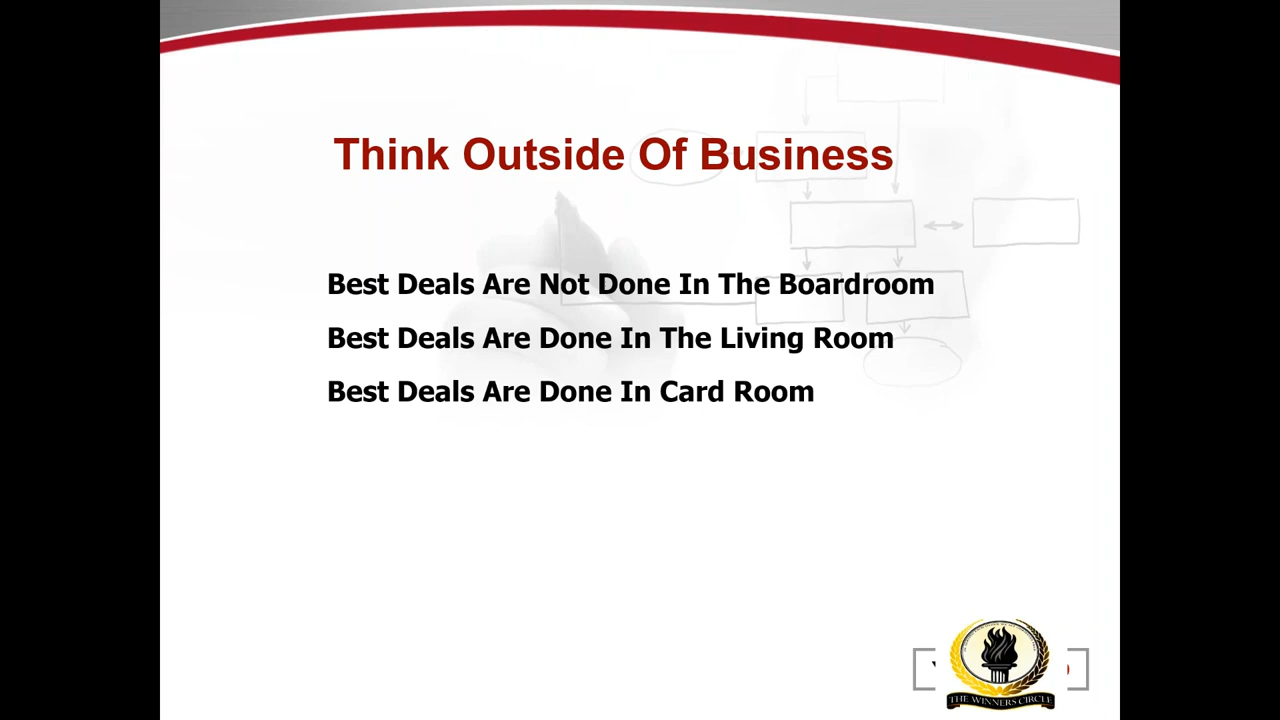 Think Outside Of Business
Best Deals Are Not Done In The Boardroom
Best Deals Are Done In The Living Room
Best Deals Are Done In Card Room
THE WINNERS CIRCLE